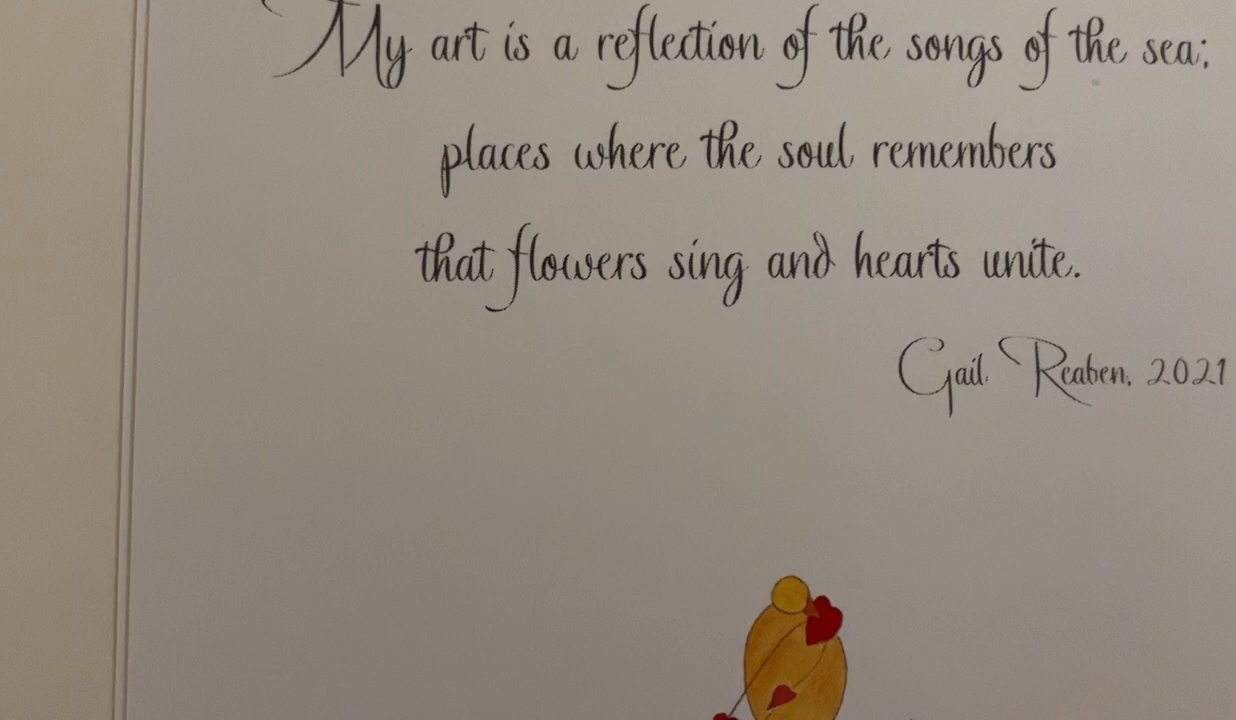 My art is a reflection of the songs of the sea;
places where the soul remembers
that flowers sing and hearts unite.
Gail Reaben, 2021